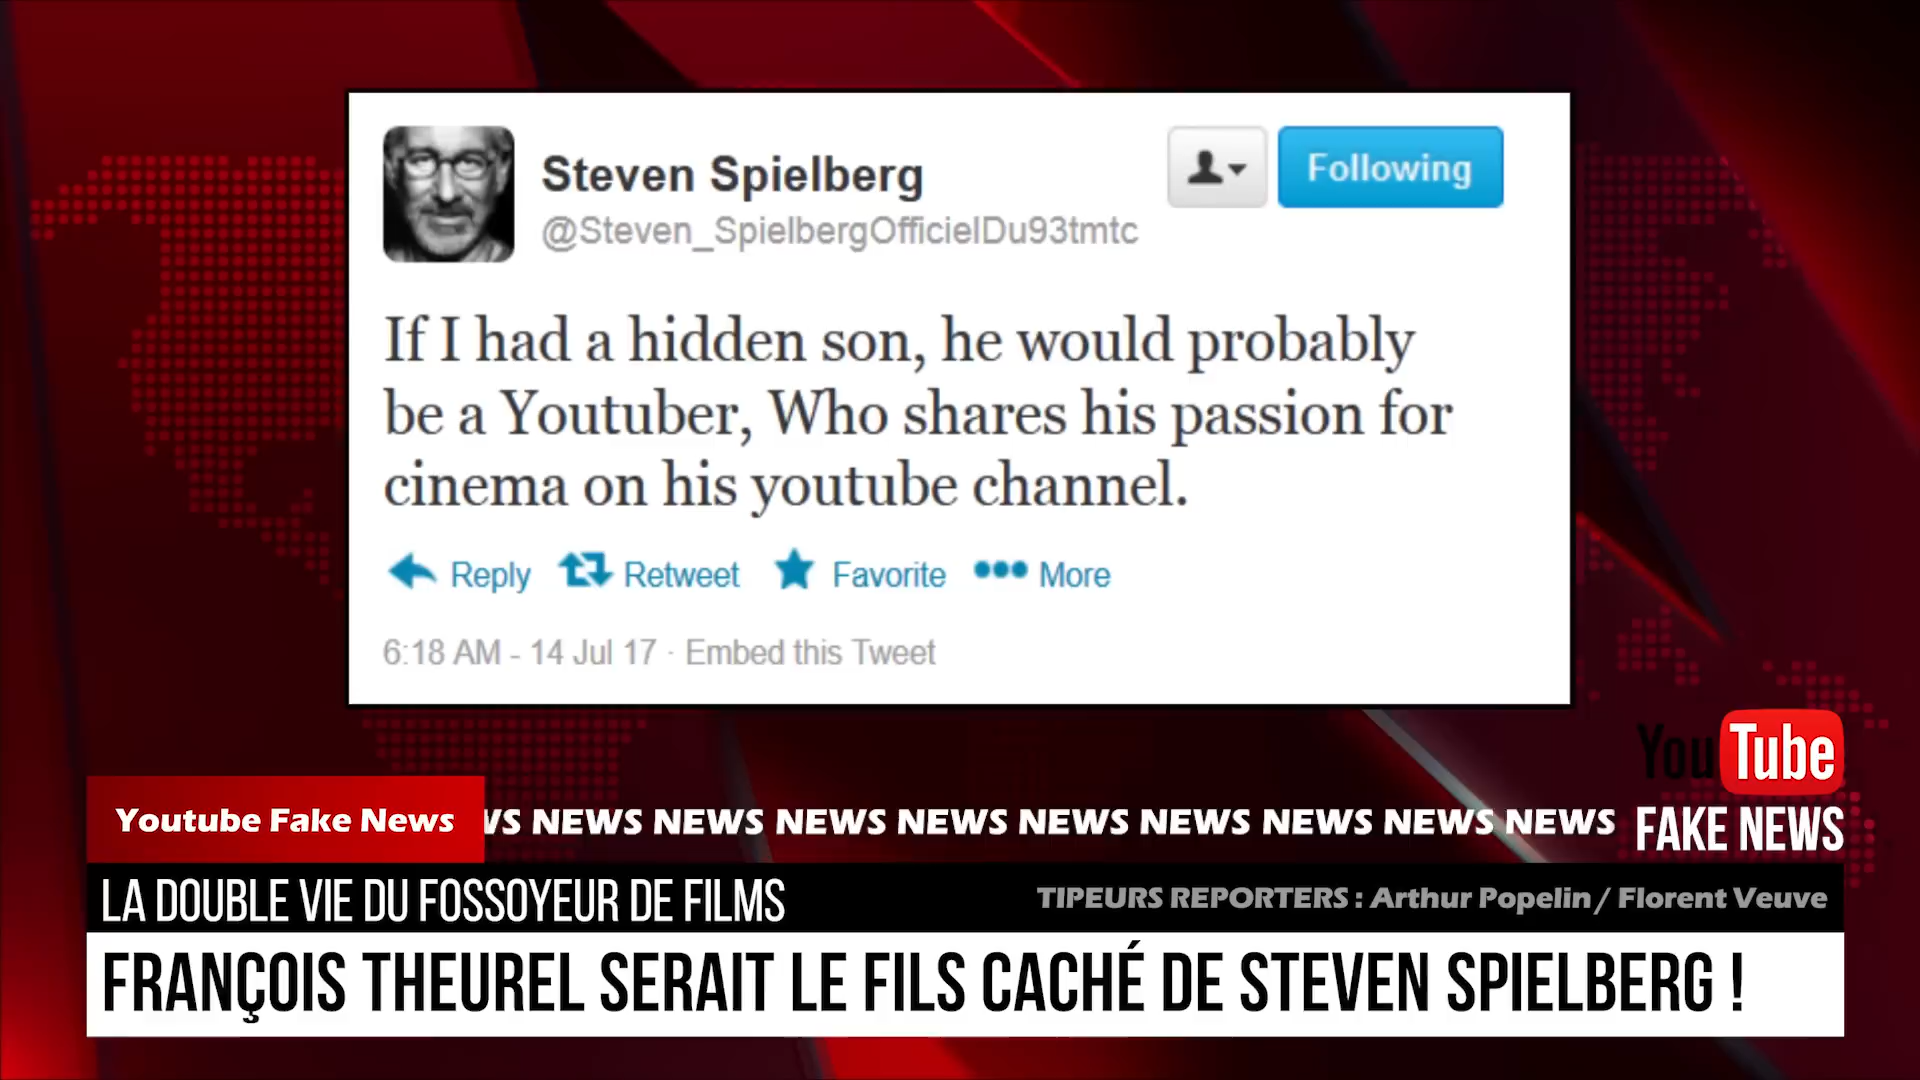 Steven Spielberg
Following
@Steven_SpielbergOfficielDu93tmtc
If I had a hidden son, he would probably
be a Youtuber, Who shares his passion for
cinema on his youtube channel.
Reply Retweet Favorite More
6:18 AM - 14 Jul 17 · Embed this Tweet
YouTube
FAKE NEWS
Youtube Fake News
WS NEWS NEWS NEWS NEWS NEWS NEWS NEWS NEWS NEWS
LA DOUBLE VIE DU FOSSOYEUR DE FILMS
TIPEURS REPORTERS : Arthur Popelin / Florent Veuve
FRANÇOIS THEUREL SERAIT LE FILS CACHÉ DE STEVEN SPIELBERG !